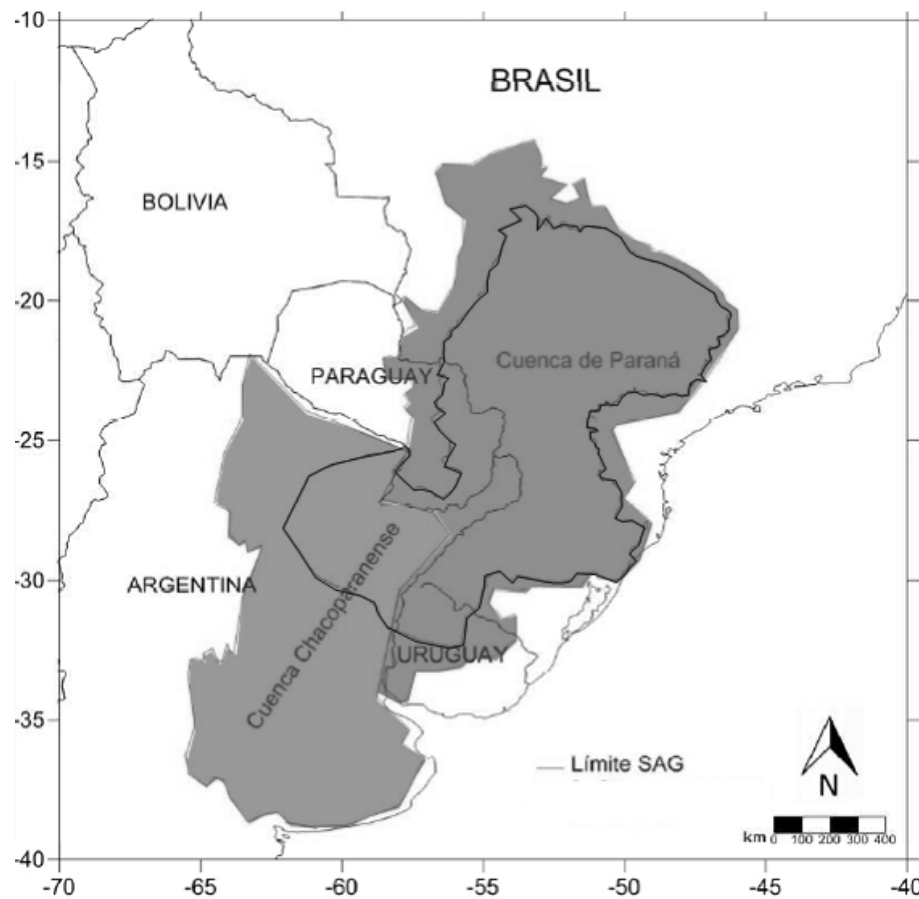 -10
BRASIL
-15
BOLIVIA
-20
Cuenca de Paraná
PARAGUAY
-25
ARGENTINA
Cuenca Chacoparanense
-30
URUGUAY
-35
Límite SAG
N
km 0 100 200 300 400
-40
-70 -65 -60 -55 -50 -45 -40